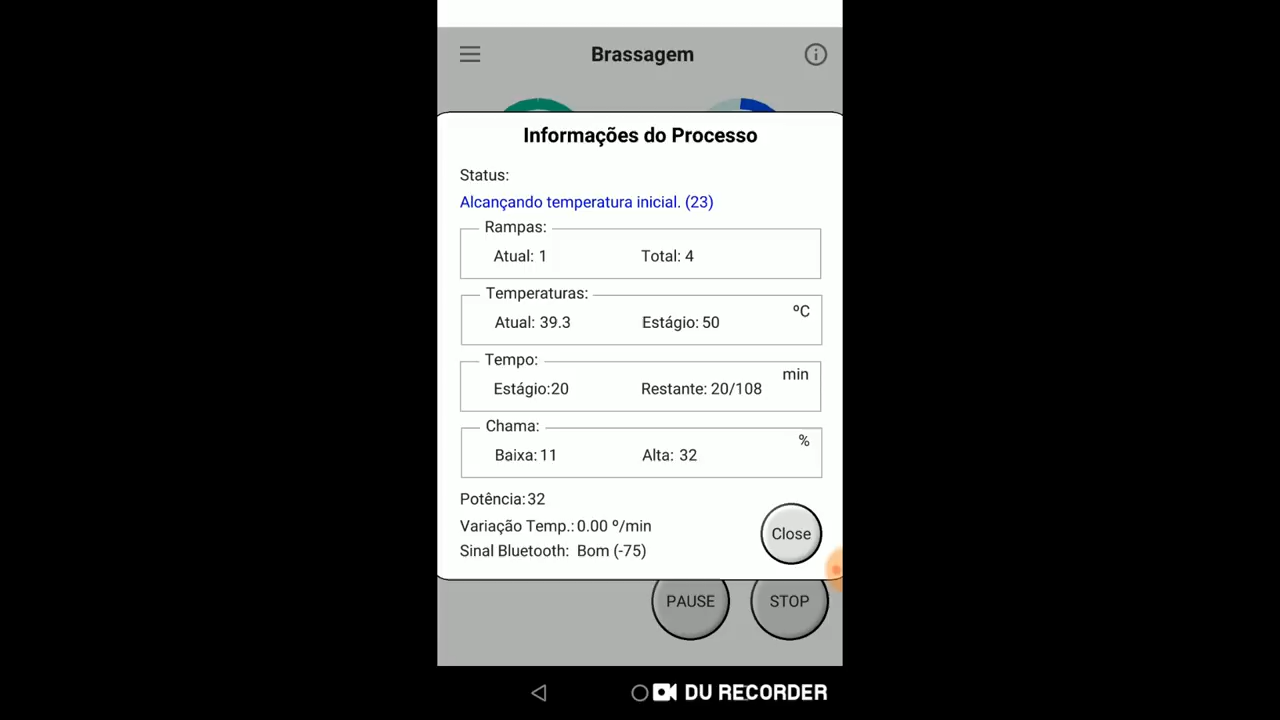 Brassagem
Informações do Processo
Status:
Alcançando temperatura inicial. (23)
Rampas:
Atual: 1 Total: 4
Temperaturas:
ºC
Atual: 39.3 Estágio: 50
Tempo:
min
Estágio:20 Restante: 20/108
Chama:
%
Baixa: 11 Alta: 32
Potência: 32
Variação Temp.: 0.00 º/min
Close
Sinal Bluetooth: Bom (-75)
PAUSE STOP
DU RECORDER